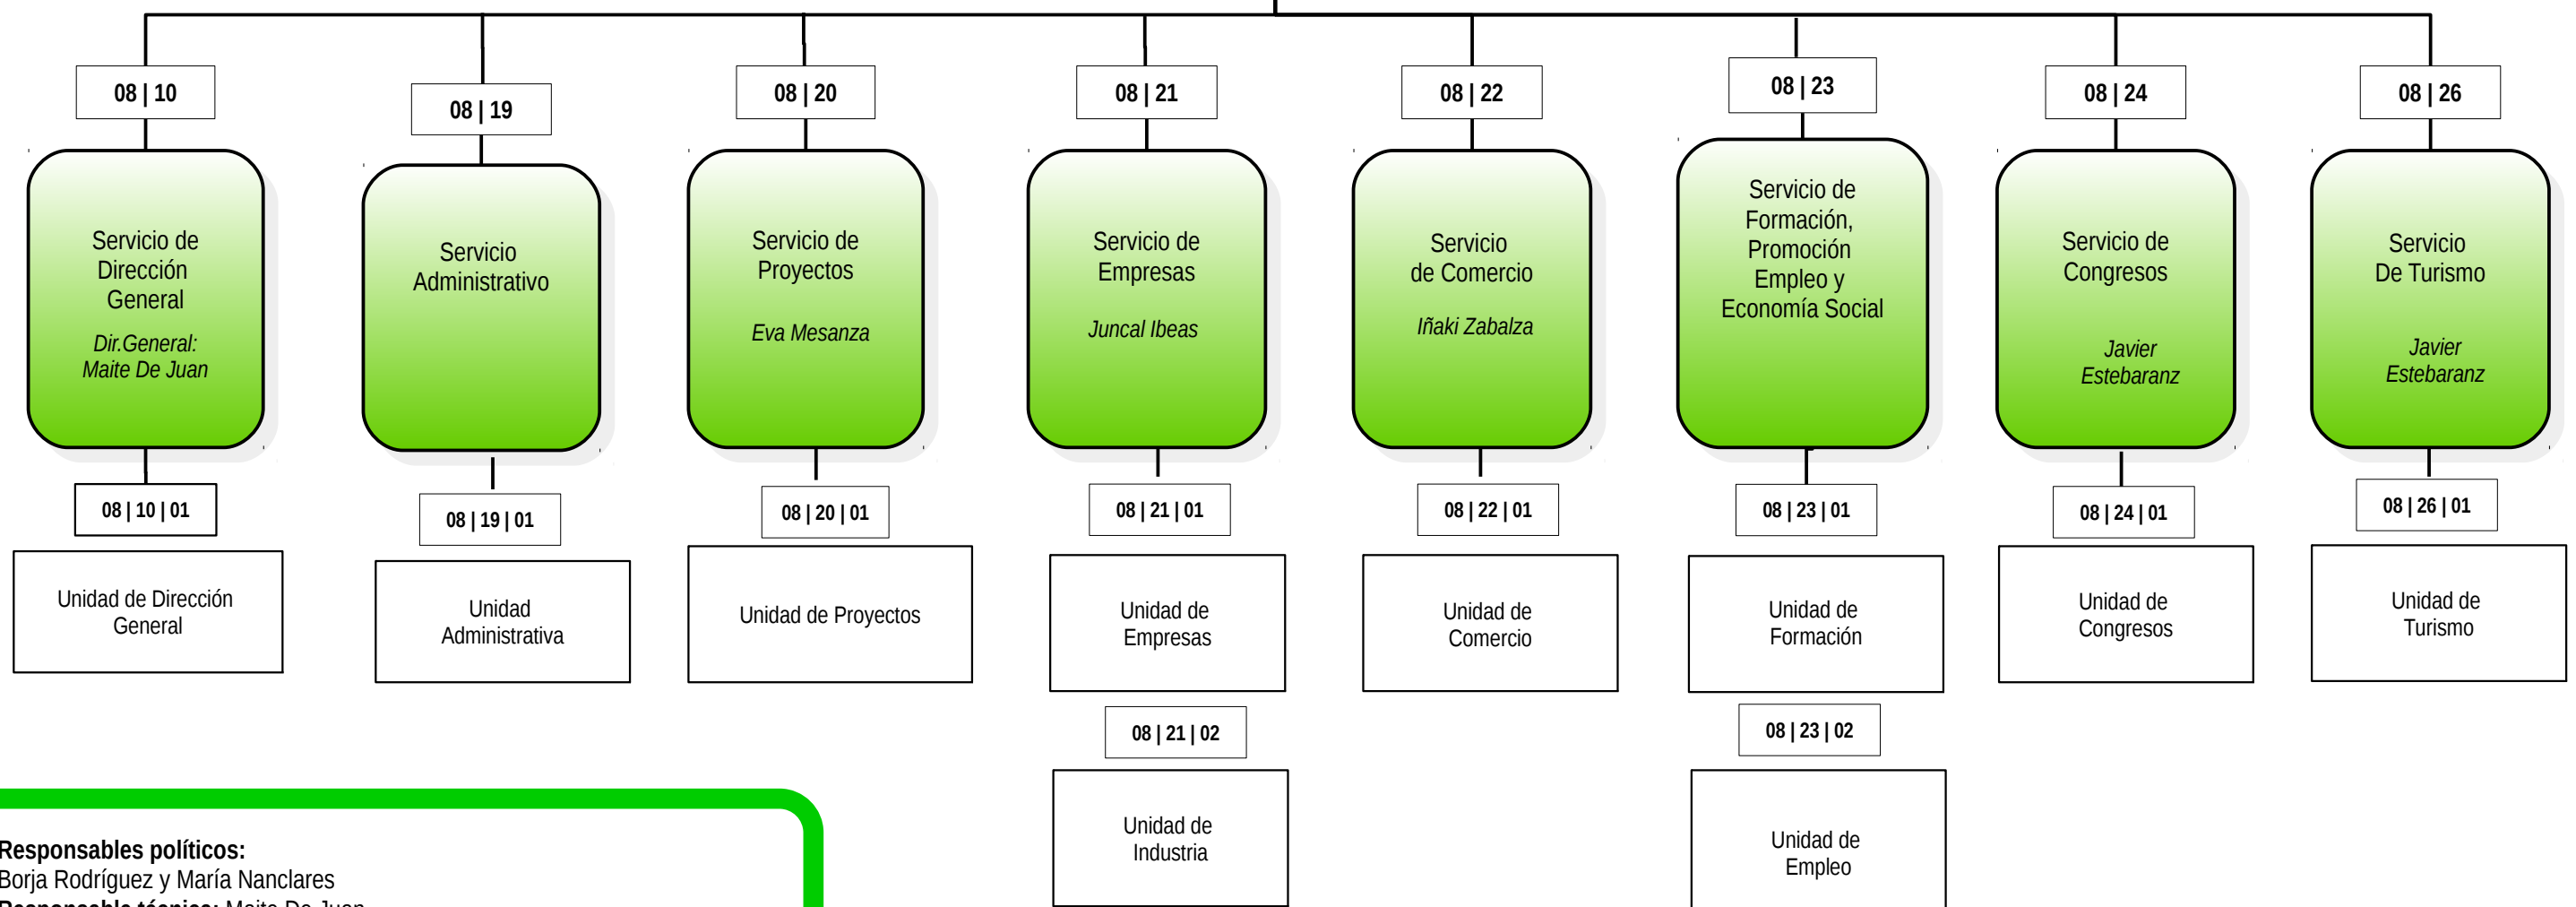 08 | 10
08 | 19
08 | 20
08 | 21
08 | 22
08 | 23
08 | 24
08 | 26
Servicio de
Dirección
General
Dir.General:
Maite De Juan
Servicio
Administrativo
Servicio de
Proyectos
Eva Mesanza
Servicio de
Empresas
Juncal Ibeas
Servicio
de Comercio
Iñaki Zabalza
Servicio de
Formación,
Promoción
Empleo y
Economía Social
Servicio de
Congresos
Javier
Estebaranz
Servicio
De Turismo
Javier
Estebaranz
08 | 10 | 01
08 | 19 | 01
08 | 20 | 01
08 | 21 | 01
08 | 22 | 01
08 | 23 | 01
08 | 24 | 01
08 | 26 | 01
Unidad de Dirección
General
Unidad
Administrativa
Unidad de Proyectos
Unidad de
Empresas
Unidad de
Comercio
Unidad de
Formación
Unidad de
Congresos
Unidad de
Turismo
08 | 21 | 02
08 | 23 | 02
Unidad de
Industria
Unidad de
Empleo
Responsables políticos:
Borja Rodríguez y María Nanclares
Responsable técnico: Maite De Juan